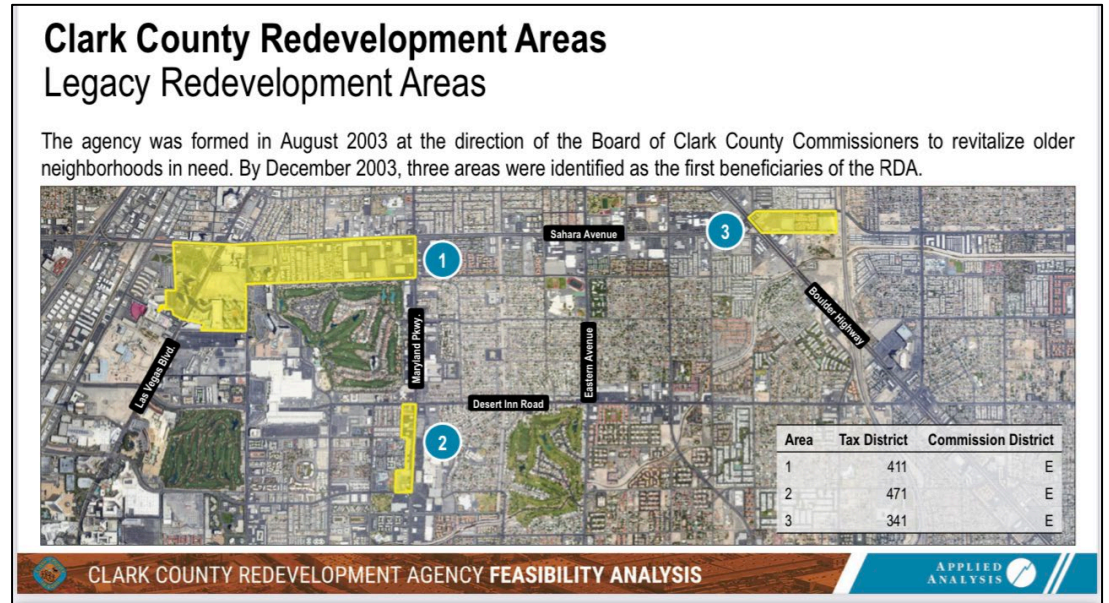 Clark County Redevelopment Areas
Legacy Redevelopment Areas
The agency was formed in August 2003 at the direction of the Board of Clark County Commissioners to revitalize older
neighborhoods in need. By December 2003, three areas were identified as the first beneficiaries of the RDA.
Sahara Avenue
3
1
Boulder Highway
Maryland Pkwy.
Eastern Avenue
Las Vegas Blvd.
Desert Inn Road
2
Area Tax District Commission District
1 411 E
2 471 E
3 341 E
CLARK COUNTY REDEVELOPMENT AGENCY FEASIBILITY ANALYSIS
APPLIED
ANALYSIS